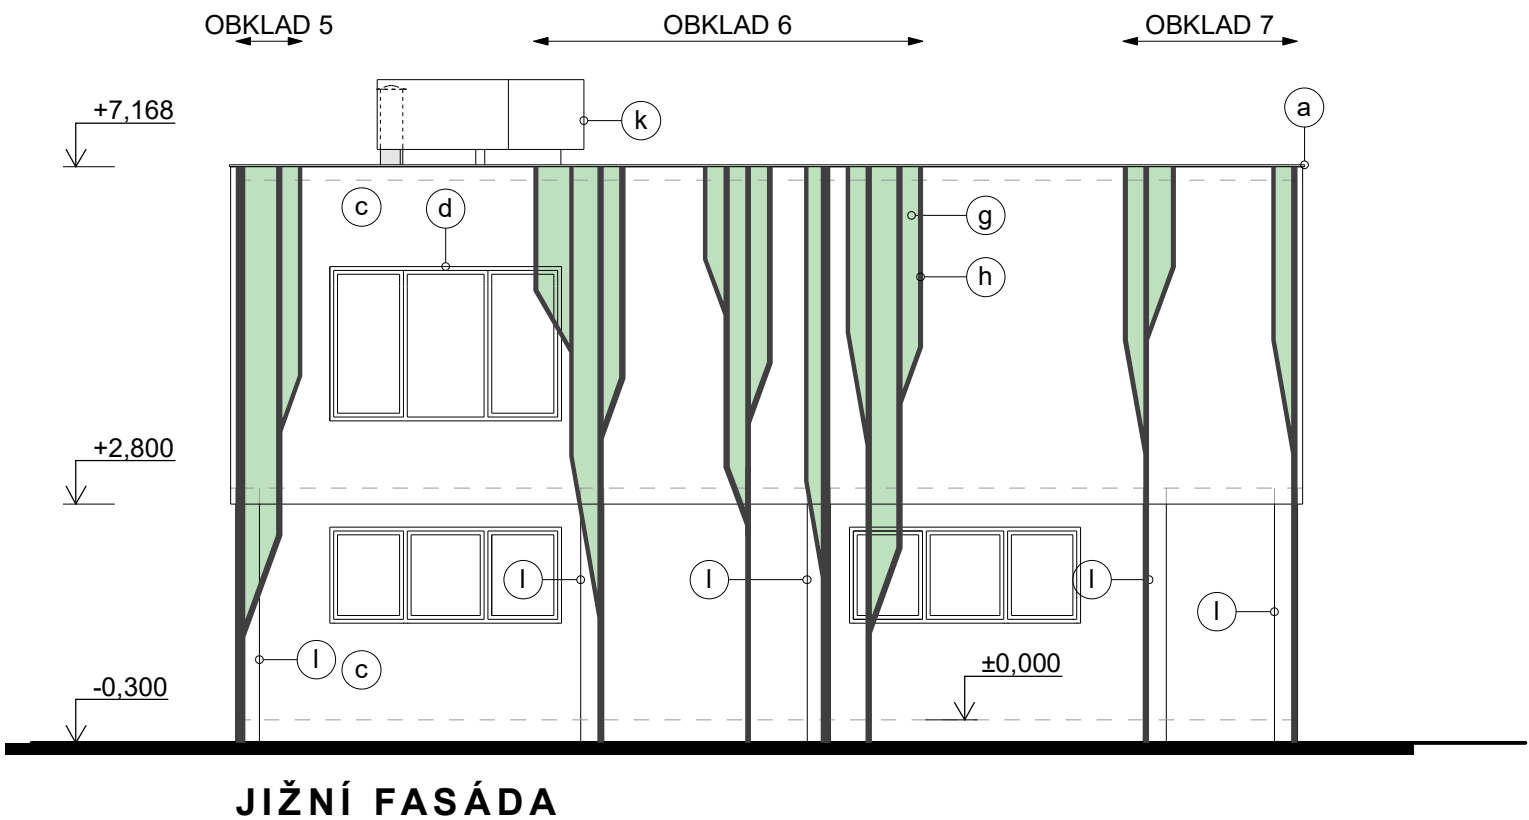 OBKLAD 5
OBKLAD 6
OBKLAD 7
+7,168
k
a
c
d
g
h
+2,800
l
l
l
l
l
c
-0,300
±0,000
JIŽNÍ FASÁDA